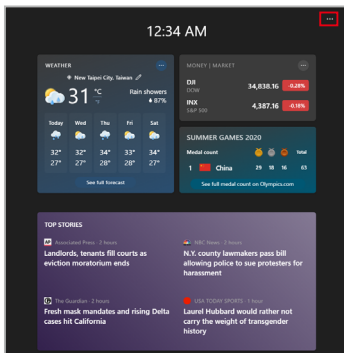 12:34 AM
WEATHER
New Taipei City, Taiwan
31 °C
Rain showers
87%
Today Wed Thu Fri Sat
32° 32° 34° 33° 34°
27° 27° 28° 28° 27°
See full forecast
MONEY | MARKET
DJI 34,838.16 -0.28%
DOW
INX 4,387.16 -0.18%
S&P 500
SUMMER GAMES 2020
Medal count Total
1 China 29 18 16 63
See full medal count on Olympics.com
TOP STORIES
AP Associated Press · 2 hours
Landlords, tenants fill courts as
eviction moratorium ends
NBC News · 2 hours
N.Y. county lawmakers pass bill
allowing police to sue protesters for
harassment
The Guardian · 2 hours
Fresh mask mandates and rising Delta
cases hit California
USA TODAY SPORTS · 1 hour
Laurel Hubbard would rather not
carry the weight of transgender
history